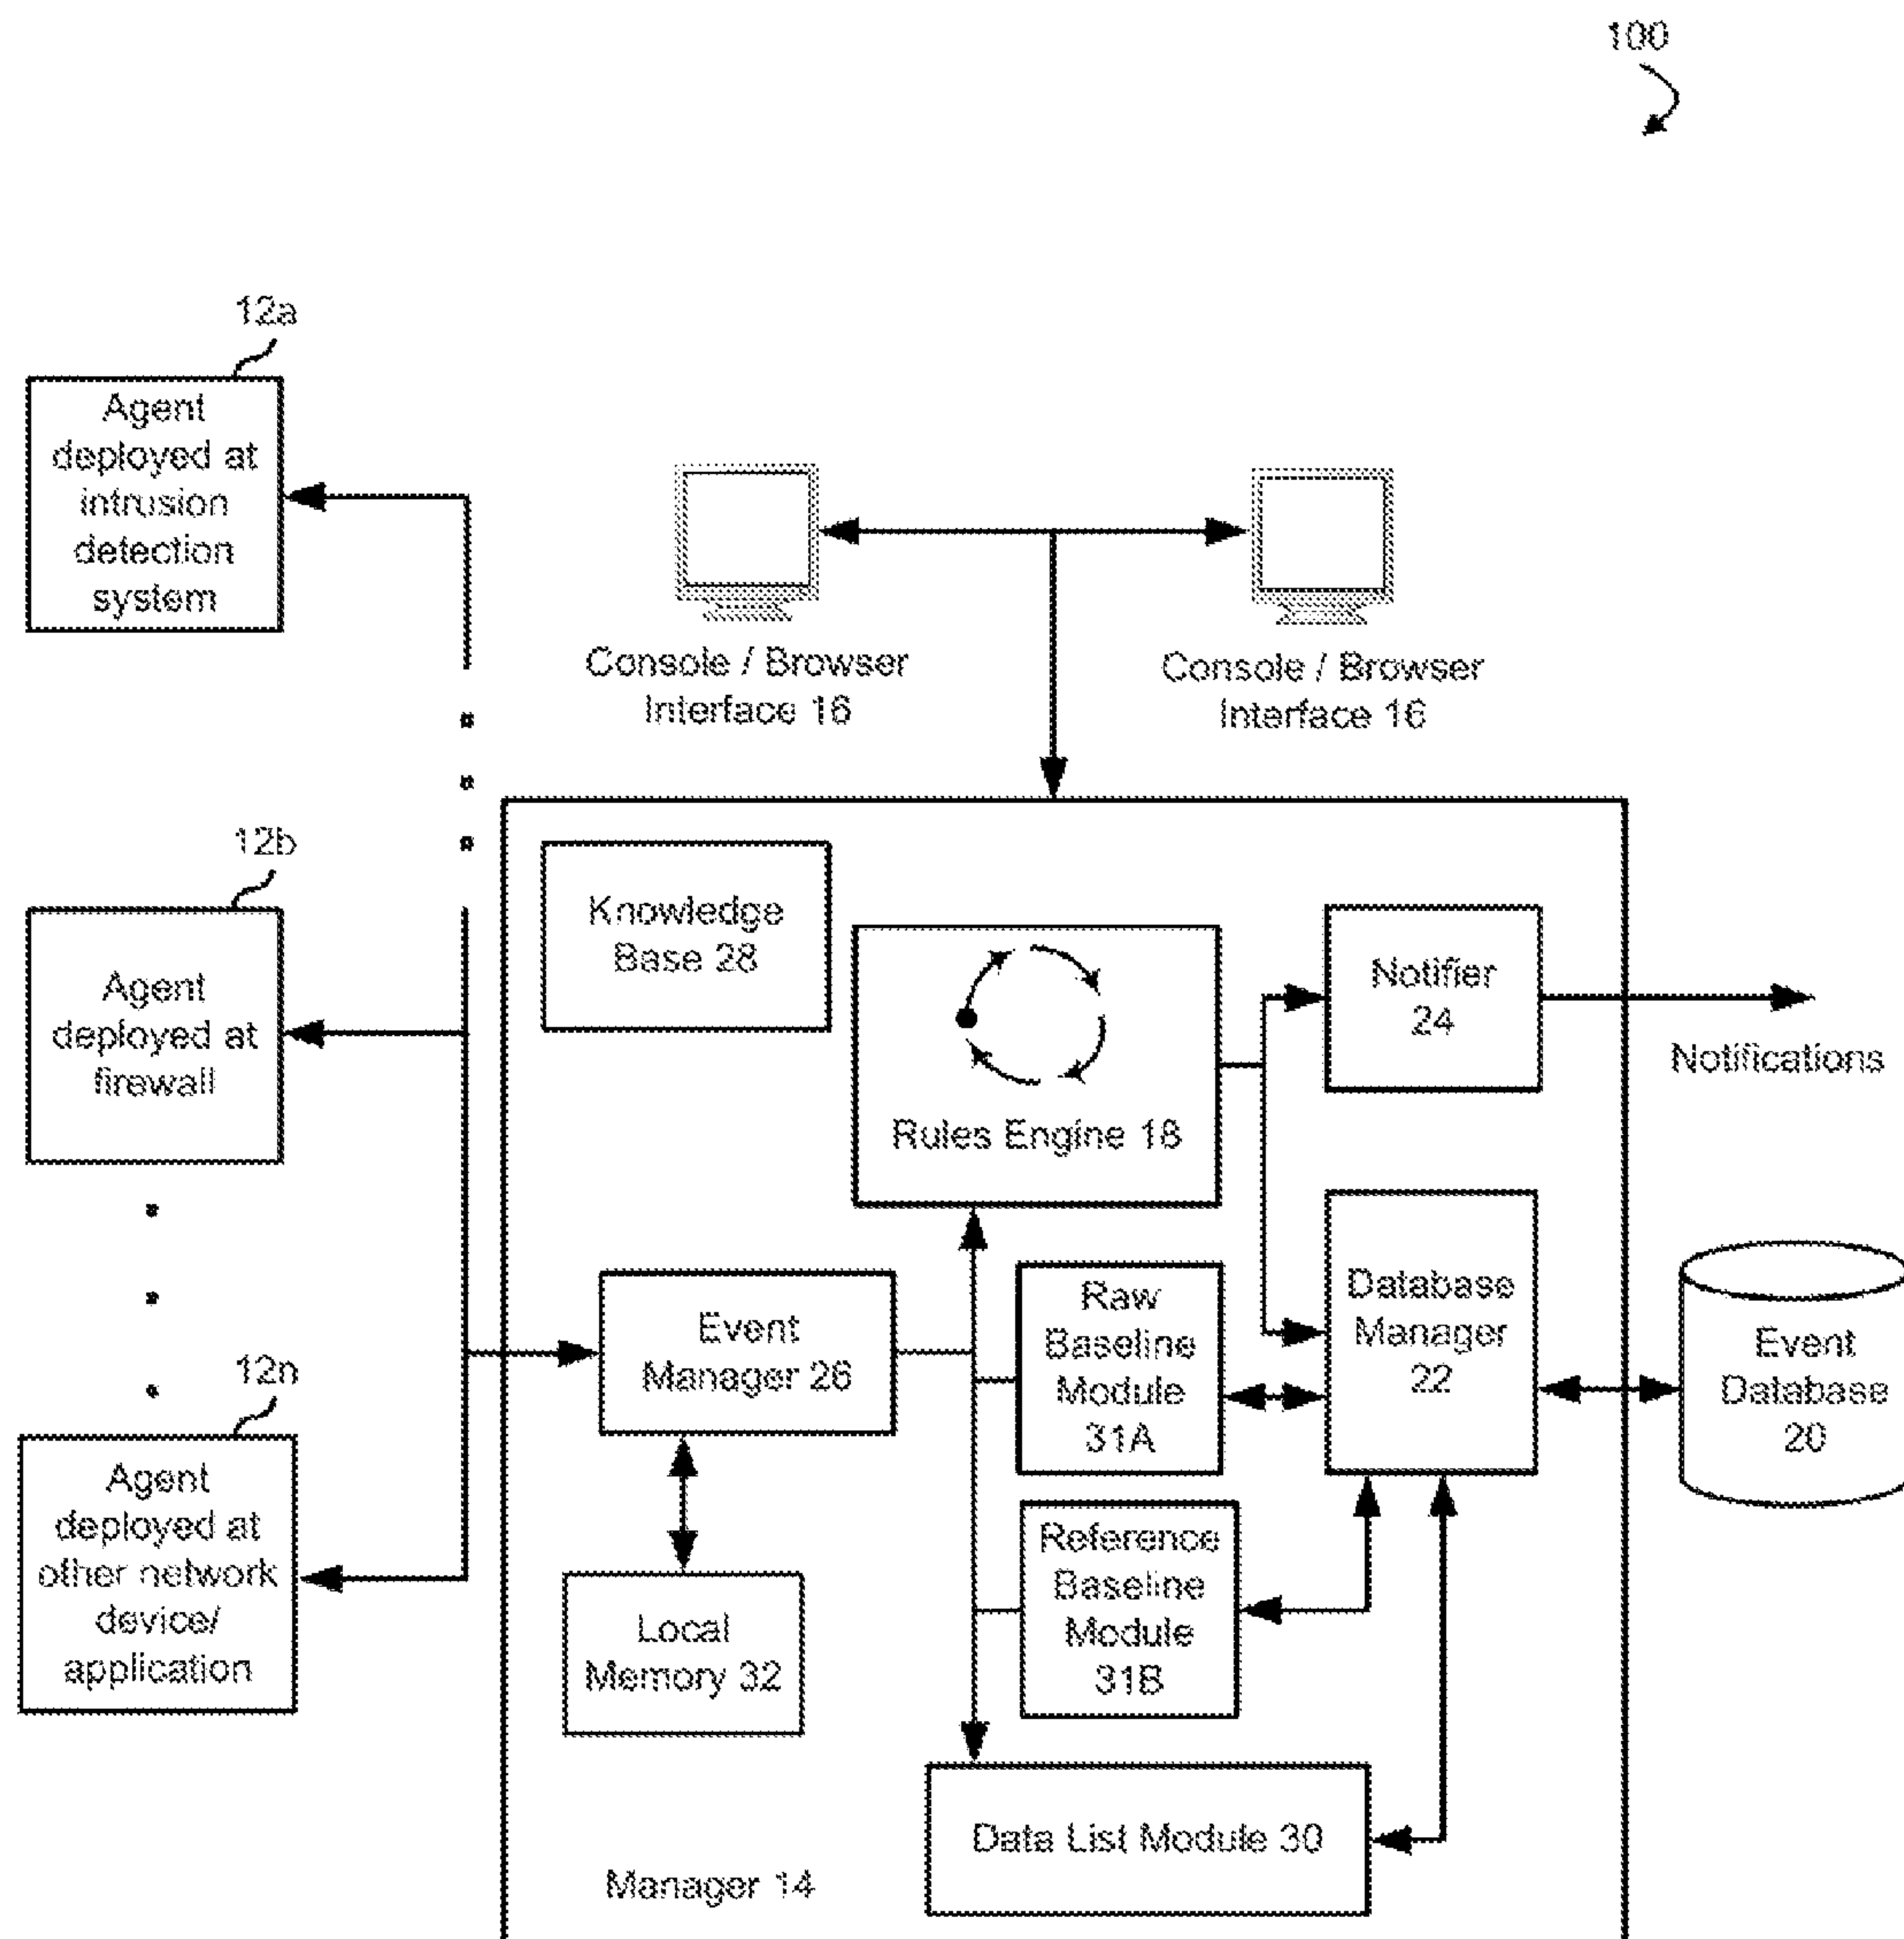 100
12a
Agent
deployed at
intrusion
detection
system
Console / Browser
Interface 16
Console / Browser
Interface 16
12b
Agent
deployed at
firewall
Knowledge
Base 28
Rules Engine 18
Notifier
24
Notifications
Event
Manager 26
Raw
Baseline
Module
31A
Database
Manager
22
Event
Database
20
12n
Agent
deployed at
other network
device/
application
Local
Memory 32
Reference
Baseline
Module
31B
Data List Module 30
Manager 14